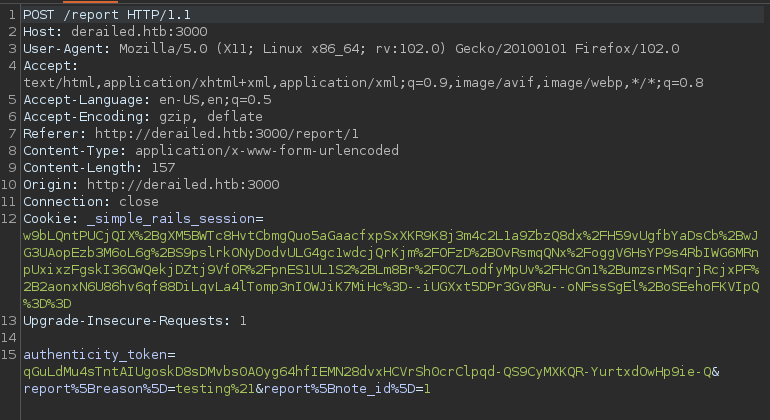 1 POST /report HTTP/1.1
2 Host: derailed.htb:3000
3 User-Agent: Mozilla/5.0 (X11; Linux x86_64; rv:102.0) Gecko/20100101 Firefox/102.0
4 Accept:
text/html,application/xhtml+xml,application/xml;q=0.9,image/avif,image/webp,*/*;q=0.8
5 Accept-Language: en-US,en;q=0.5
6 Accept-Encoding: gzip, deflate
7 Referer: http://derailed.htb:3000/report/1
8 Content-Type: application/x-www-form-urlencoded
9 Content-Length: 157
10 Origin: http://derailed.htb:3000
11 Connection: close
12 Cookie: _simple_rails_session=
w9bLQntPUCjQIX%2BgXM5BWTc8HvtCbmgQuo5aGaacfxpSxXKR9K8j3m4c2L1a9ZbzQ8dx%2FH59vUgfbYaDsCb%2BwJ
G3UAopEzb3M6oL6g%2BS9pslrkONyDodvULG4gc1wdcjQrKjm%2FOFzD%2BOvRsmqQNx%2FoggV6HsYP9s4RbIWG6MRn
pUxixzFgskI36GWQekjDZtj9VfOR%2FpnES1UL1S2%2BLm8Br%2F0C7LodfyMpUv%2FHcGn1%2BumzsrMSqrjRcjxPF%
2B2aonxN6U86hv6qf88DiLqvLa4lTomp3nIOWJiK7MiHc%3D--iUGXxt5DPr3Gv8Ru--oNFssSgEl%2BoSEehoFKVIpQ
%3D%3D
13 Upgrade-Insecure-Requests: 1
14
15 authenticity_token=
qGuLdMu4sTntAIUgoskD8sDMvbsOAOyg64hfIEMN28dvxHCVrShOcrClpqd-QS9CyMXKQR-YurtxdOwHp9ie-Q&
report%5Breason%5D=testing%21&report%5Bnote_id%5D=1